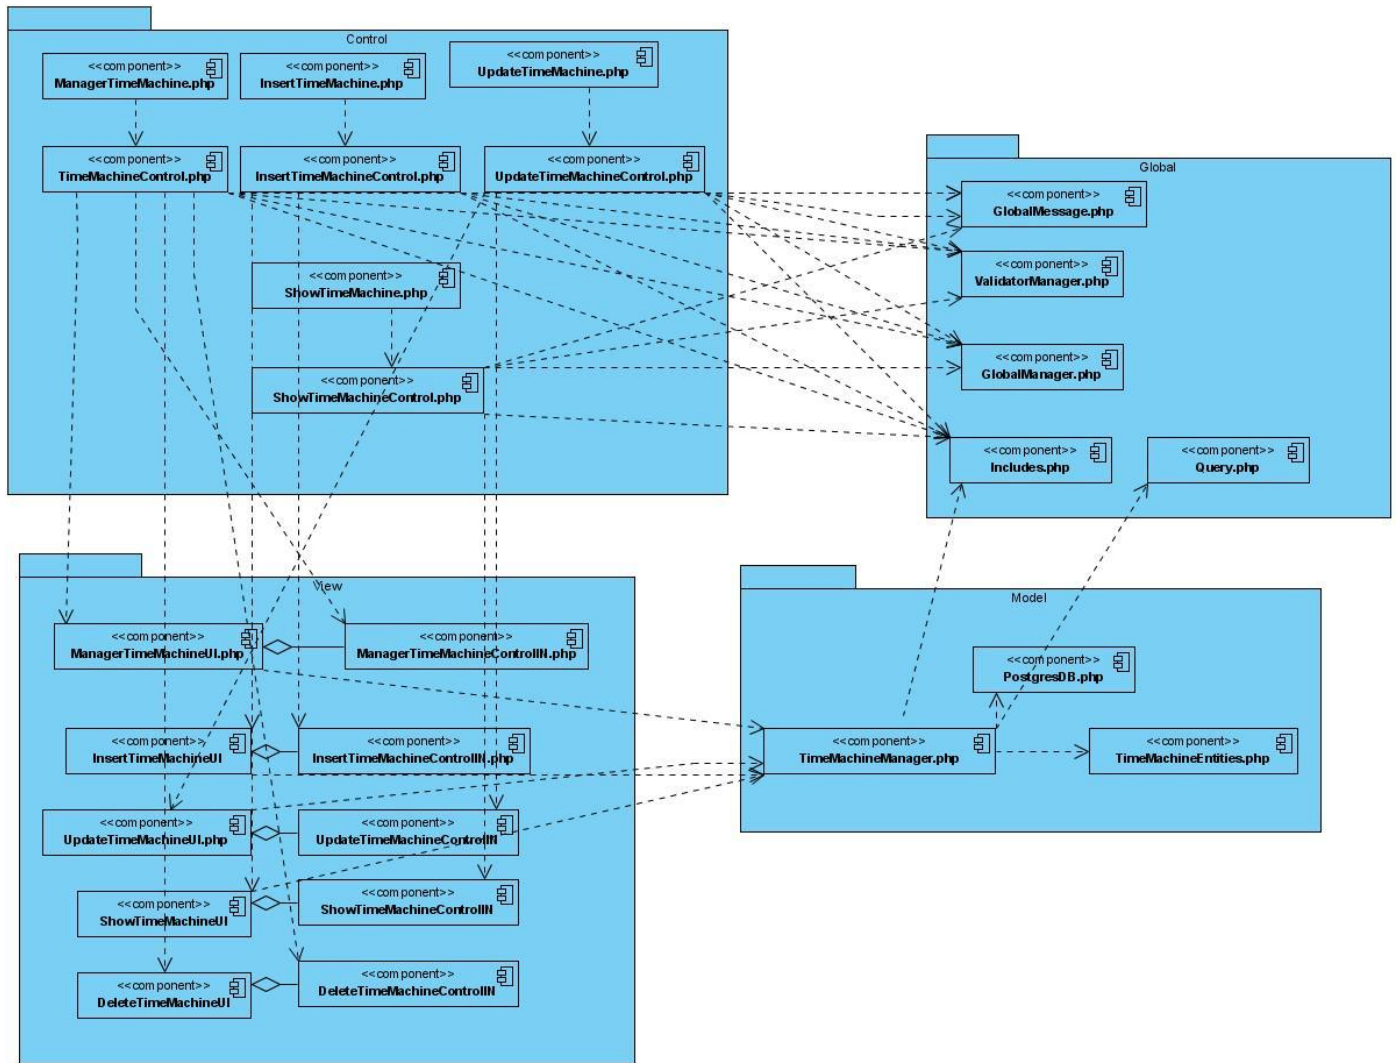 Control
<<component>>
ManagerTimeMachine.php
<<component>>
InsertTimeMachine.php
<<component>>
UpdateTimeMachine.php
<<component>>
TimeMachineControl.php
<<component>>
InsertTimeMachineControl.php
<<component>>
UpdateTimeMachineControl.php
<<component>>
ShowTimeMachine.php
<<component>>
ShowTimeMachineControl.php
Global
<<component>>
GlobalMessage.php
<<component>>
ValidatorManager.php
<<component>>
GlobalManager.php
<<component>>
Includes.php
<<component>>
Query.php
View
<<component>>
ManagerTimeMachineUI.php
<<component>>
ManagerTimeMachineControlIN.php
<<component>>
InsertTimeMachineUI
<<component>>
InsertTimeMachineControlIN.php
<<component>>
UpdateTimeMachineUI.php
<<component>>
UpdateTimeMachineControlIN
<<component>>
ShowTimeMachineUI
<<component>>
ShowTimeMachineControlIN
<<component>>
DeleteTimeMachineUI
<<component>>
DeleteTimeMachineControlIN
Model
<<component>>
PostgresDB.php
<<component>>
TimeMachineManager.php
<<component>>
TimeMachineEntities.php